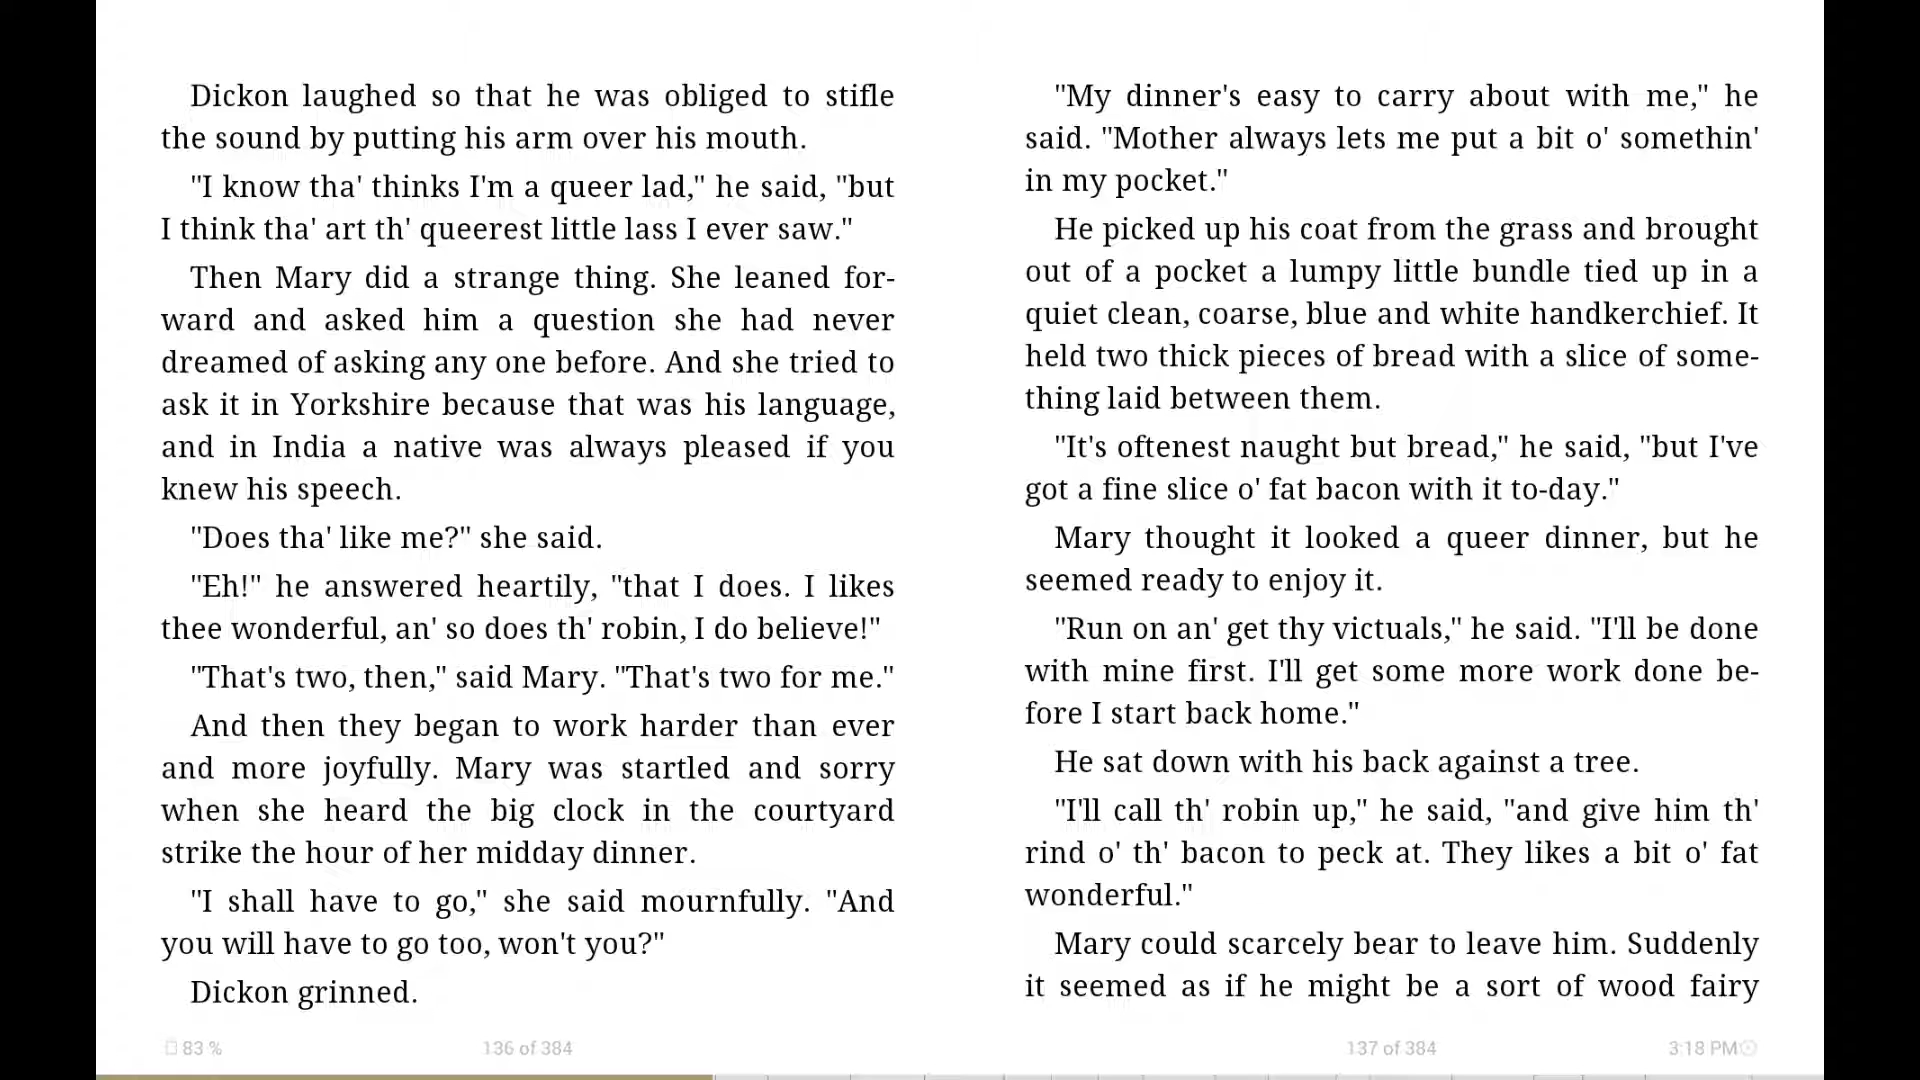 Dickon laughed so that he was obliged to stifle
the sound by putting his arm over his mouth.
"I know tha' thinks I'm a queer lad," he said, "but
I think tha' art th' queerest little lass I ever saw."
Then Mary did a strange thing. She leaned for-
ward and asked him a question she had never
dreamed of asking any one before. And she tried to
ask it in Yorkshire because that was his language,
and in India a native was always pleased if you
knew his speech.
"Does tha' like me?" she said.
"Eh!" he answered heartily, "that I does. I likes
thee wonderful, an' so does th' robin, I do believe!"
"That's two, then," said Mary. "That's two for me."
And then they began to work harder than ever
and more joyfully. Mary was startled and sorry
when she heard the big clock in the courtyard
strike the hour of her midday dinner.
"I shall have to go," she said mournfully. "And
you will have to go too, won't you?"
Dickon grinned.
83 %
136 of 384
"My dinner's easy to carry about with me," he
said. "Mother always lets me put a bit o' somethin'
in my pocket."
He picked up his coat from the grass and brought
out of a pocket a lumpy little bundle tied up in a
quiet clean, coarse, blue and white handkerchief. It
held two thick pieces of bread with a slice of some-
thing laid between them.
"It's oftenest naught but bread," he said, "but I've
got a fine slice o' fat bacon with it to-day."
Mary thought it looked a queer dinner, but he
seemed ready to enjoy it.
"Run on an' get thy victuals," he said. "I'll be done
with mine first. I'll get some more work done be-
fore I start back home."
He sat down with his back against a tree.
"I'll call th' robin up," he said, "and give him th'
rind o' th' bacon to peck at. They likes a bit o' fat
wonderful."
Mary could scarcely bear to leave him. Suddenly
it seemed as if he might be a sort of wood fairy
137 of 384
3:18 PM